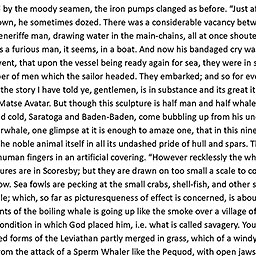 by the moody seamen, the iron pumps clanged as before. "Just af
own, he sometimes dozed. There was a considerable vacancy betw
eneriffe man, drawing water in the main-chains, all at once shoute
s a furious man, it seems, in a boat. And now his bandaged cry wa
vent, that upon the vessel being ready again for sea, they were in s
er of men which the sailor headed. They embarked; and so for eve
the story I have told ye, gentlemen, is in substance and its great it
Matse Avatar. But though this sculpture is half man and half whale
nd cold, Saratoga and Baden-Baden, come bubbling up from his un
rwhale, one glimpse at it is enough to amaze one, that in this nine
he noble animal itself in all its undashed pride of hull and spars. T
human fingers in an artificial covering. "However recklessly the wh
ures are in Scoresby; but they are drawn on too small a scale to co
ow. Sea fowls are pecking at the small crabs, shell-fish, and other s
le; which, so far as picturesqueness of effect is concerned, is abou
nts of the boiling whale is going up like the smoke over a village of
condition in which God placed him, i.e. what is called savagery. You
ed forms of the Leviathan partly merged in grass, which of a windy
rom the attack of a Sperm Whaler like the Pequod, with open jaws